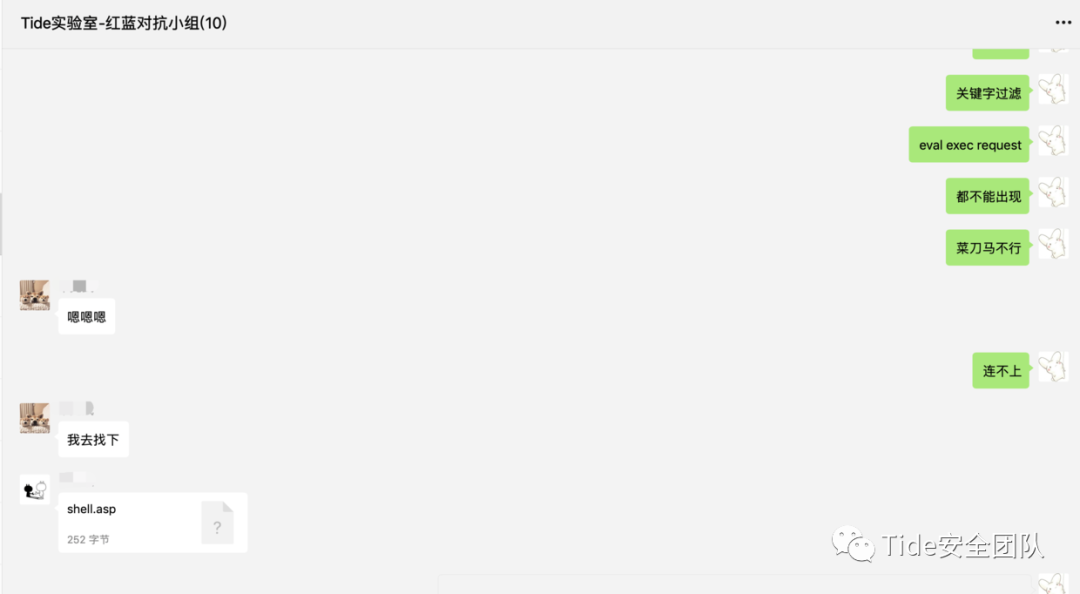 Tide实验室-红蓝对抗小组(10)
关键字过滤
eval exec request
都不能出现
菜刀马不行
嗯嗯嗯
连不上
我去找下
shell.asp
?
252 字节
Tide安全团队